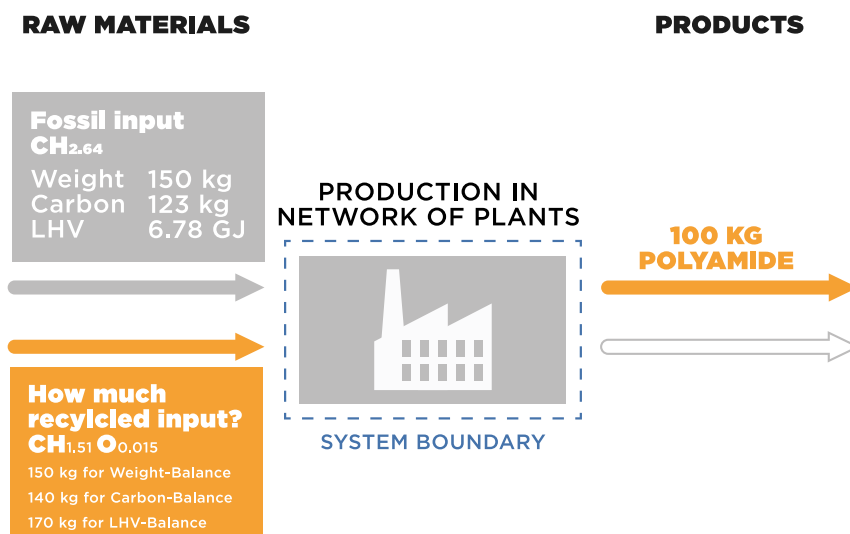 RAW MATERIALS
PRODUCTS
Fossil input
CH2.64
Weight 150 kg
Carbon 123 kg
LHV 6.78 GJ
PRODUCTION IN
NETWORK OF PLANTS
100 KG
POLYAMIDE
How much
recylcled input?
CH1.51 O0.015
150 kg for Weight-Balance
140 kg for Carbon-Balance
170 kg for LHV-Balance
SYSTEM BOUNDARY